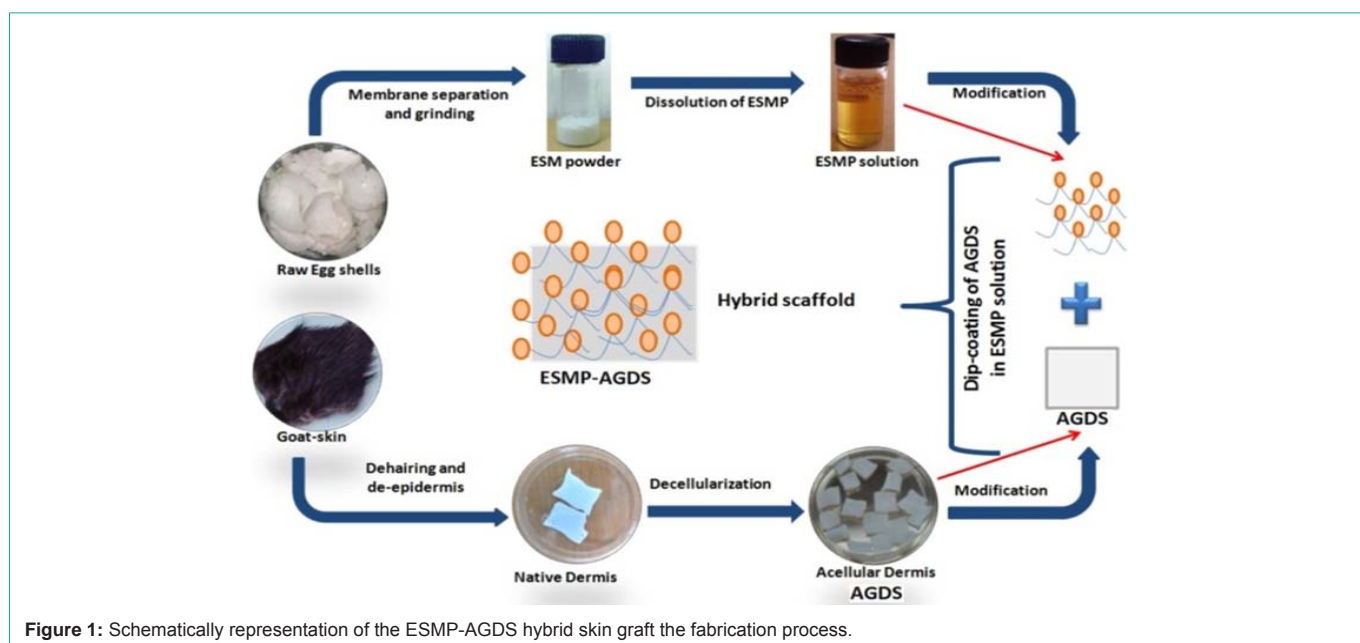 Membrane separation
and grinding
Dissolution of ESMP
Modification
ESM powder
ESMP solution
Raw Egg shells
Hybrid scaffold
ESMP-AGDS
Dip-coating of AGDS
in ESMP solution
AGDS
Goat-skin
Dehairing and
de-epidermis
Decellularization
Modification
Native Dermis
Acellular Dermis
AGDS
Figure 1: Schematically representation of the ESMP-AGDS hybrid skin graft the fabrication process.